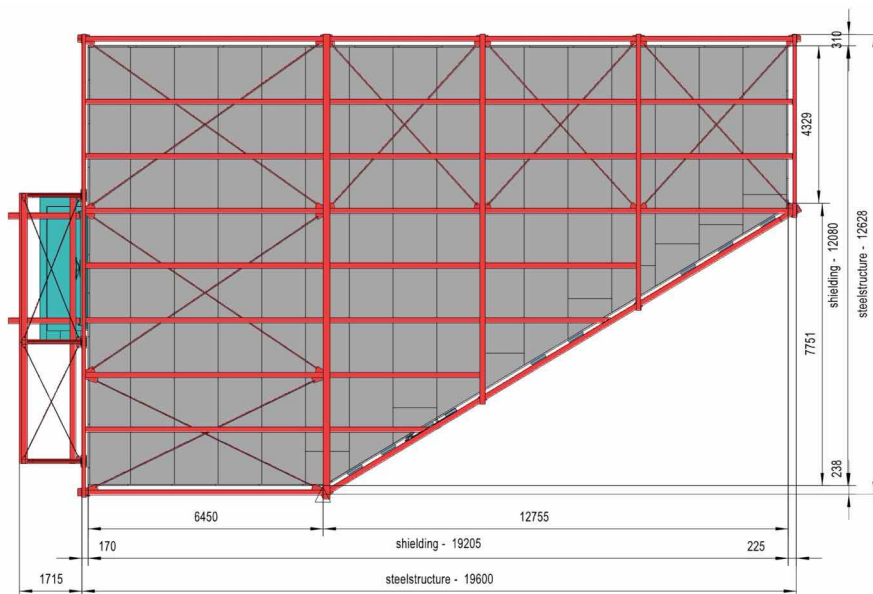 310
4329
shielding - 12080
steelstructure - 12628
7751
238
6450
12755
170
shielding - 19205
225
1715
steelstructure - 19600